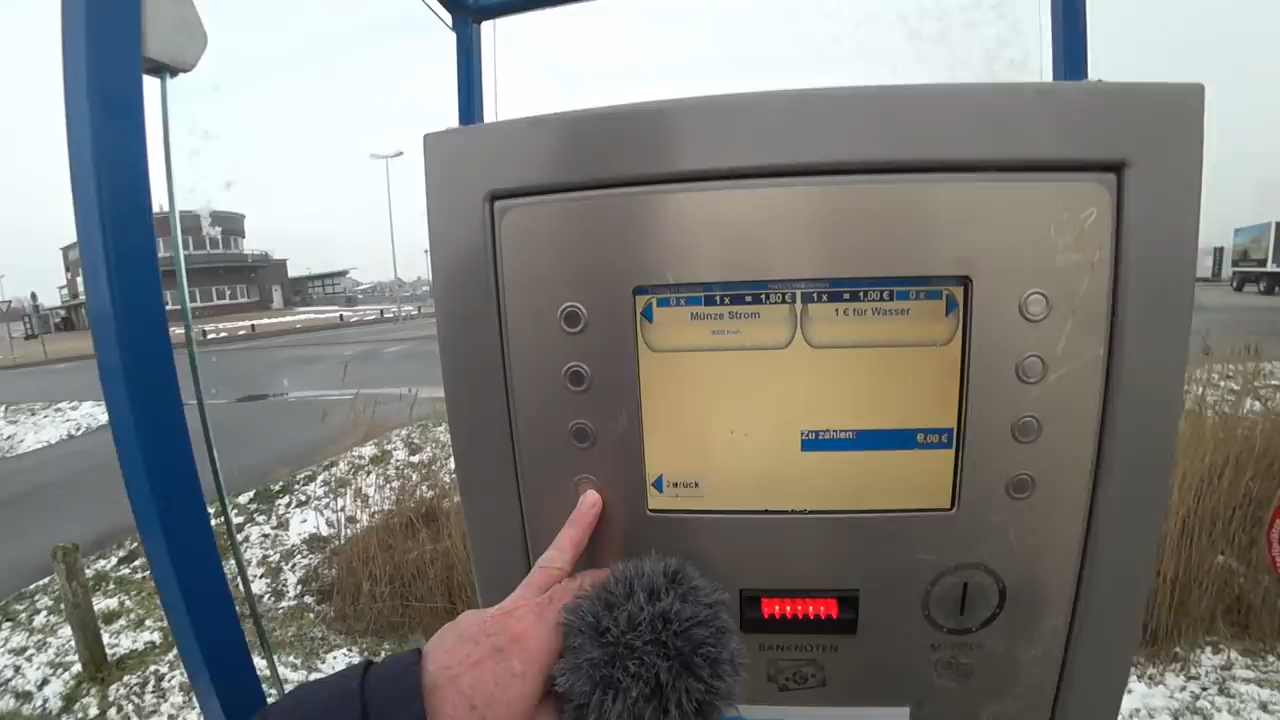 0 x 1 x = 1,80 € 1 x = 1,00 € 0 x
Münze Strom
1 € für Wasser
Zu zahlen: 0,00 €
Zurück
BANKNOTEN